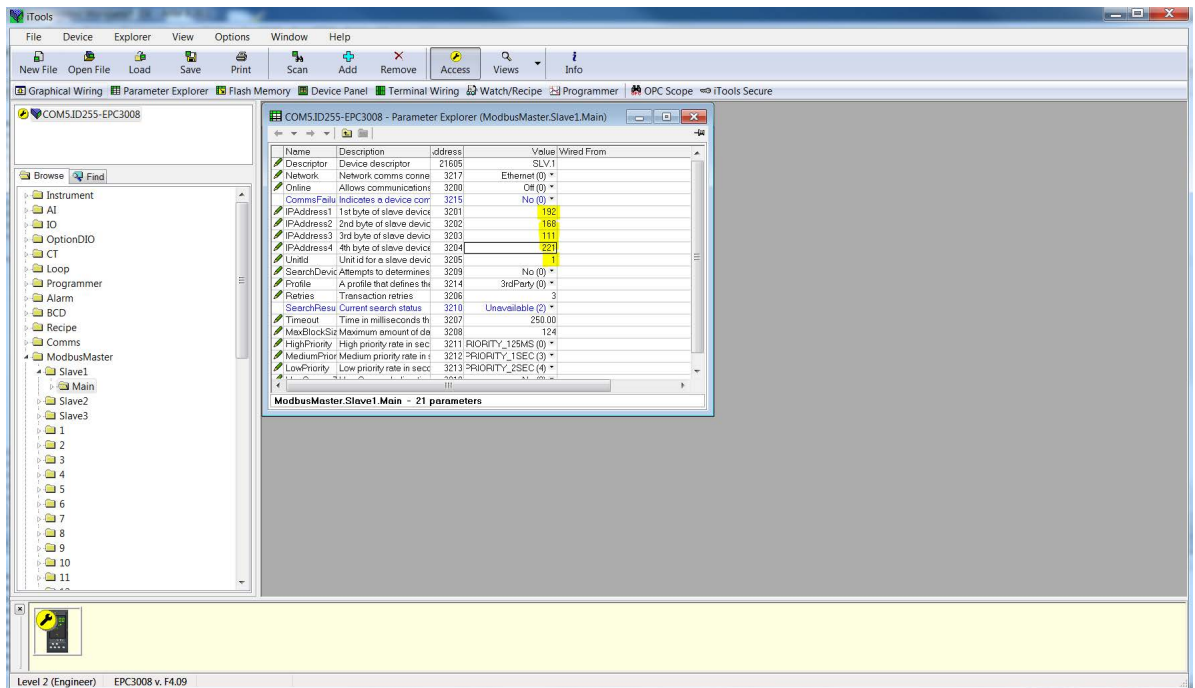 iTools
File Device Explorer View Options Window Help
New File Open File Load Save Print Scan Add Remove Access Views Info
Graphical Wiring Parameter Explorer Flash Memory Device Panel Terminal Wiring Watch/Recipe Programmer OPC Scope iTools Secure
COM5.ID255-EPC3008
Browse Find
Instrument
AI
IO
OptionDIO
CT
Loop
Programmer
Alarm
BCD
Recipe
Comms
ModbusMaster
Slave1
Main
Slave2
Slave3
1
2
3
4
5
6
7
8
9
10
11
COM5.ID255-EPC3008 - Parameter Explorer (ModbusMaster.Slave1.Main)
Name Description ddress Value Wired From
Descriptor Device descriptor 21605 SLV.1
Network Network comms conne 3217 Ethernet (0)
Online Allows communications 3200 Off (0)
CommsFailu Indicates a device com 3215 No (0)
IPAddress1 1st byte of slave device 3201 192
IPAddress2 2nd byte of slave devic 3202 168
IPAddress3 3rd byte of slave device 3203 111
IPAddress4 4th byte of slave device 3204 221
UnitId Unit id for a slave devic 3205 1
SearchDevic Attempts to determines 3209 No (0)
Profile A profile that defines the 3214 3rdParty (0)
Retries Transaction retries 3206 3
SearchResu Current search status 3210 Unavailable (2)
Timeout Time in milliseconds th 3207 250.00
MaxBlockSiz Maximum amount of da 3208 124
HighPriority High priority rate in sec 3211 RIORITY_125MS (0)
MediumPrior Medium priority rate in s 3212 PRIORITY_1SEC (3)
LowPriority Low priority rate in seco 3213 PRIORITY_2SEC (4)
ModbusMaster.Slave1.Main - 21 parameters
Level 2 (Engineer) EPC3008 v. F4.09